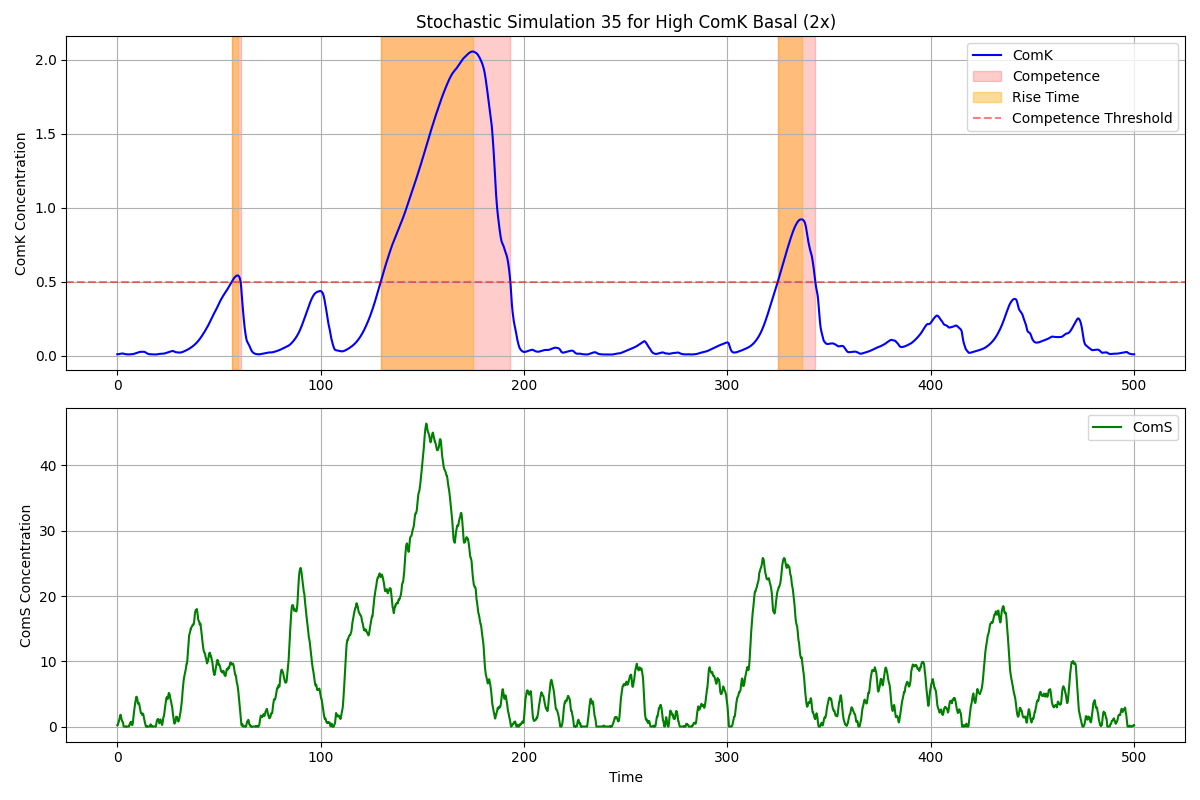 Stochastic Simulation 35 for High ComK Basal (2x)
ComK Concentration
2.0
1.5
1.0
0.5
0.0
ComK
Competence
Rise Time
Competence Threshold
0 100 200 300 400 500
ComS Concentration
40
30
20
10
0
ComS
0 100 200 300 400 500
Time